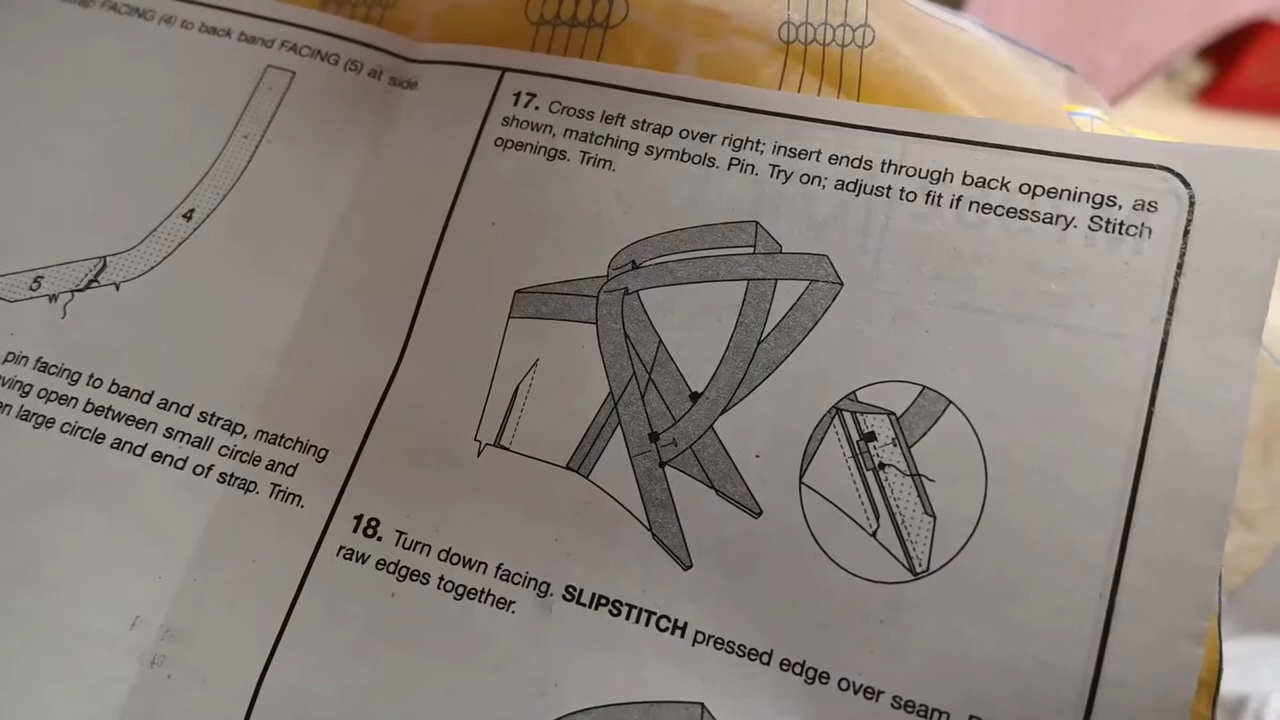 FACING (4) to back band FACING (5) at side
4
5
pin facing to band and strap, matching
open between small circle and
large circle and end of strap. Trim.
17. Cross left strap over right; insert ends through back openings, as
shown, matching symbols. Pin. Try on; adjust to fit if necessary. Stitch
openings. Trim.
18. Turn down facing. SLIPSTITCH pressed edge over seam.
raw edges together.